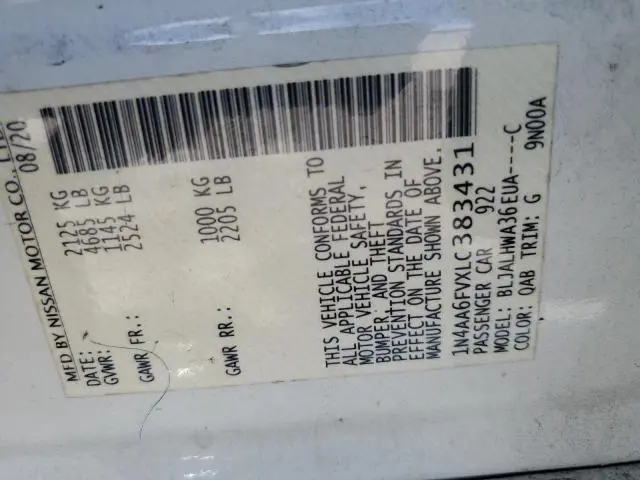 MFD BY NISSAN MOTOR CO., LTD
DATE: 08/20
GVWR: 2125 KG
4685 LB
GAWR FR.: 1145 KG
2524 LB
GAWR RR.: 1000 KG
2205 LB
THIS VEHICLE CONFORMS TO
ALL APPLICABLE FEDERAL
MOTOR VEHICLE SAFETY,
BUMPER, AND THEFT
PREVENTION STANDARDS IN
EFFECT ON THE DATE OF
MANUFACTURE SHOWN ABOVE.
1N4AA6FVXLC383431
PASSENGER CAR 922
MODEL: BLJALHWA36EUA----C
COLOR: QAB TRIM: G 9N00A